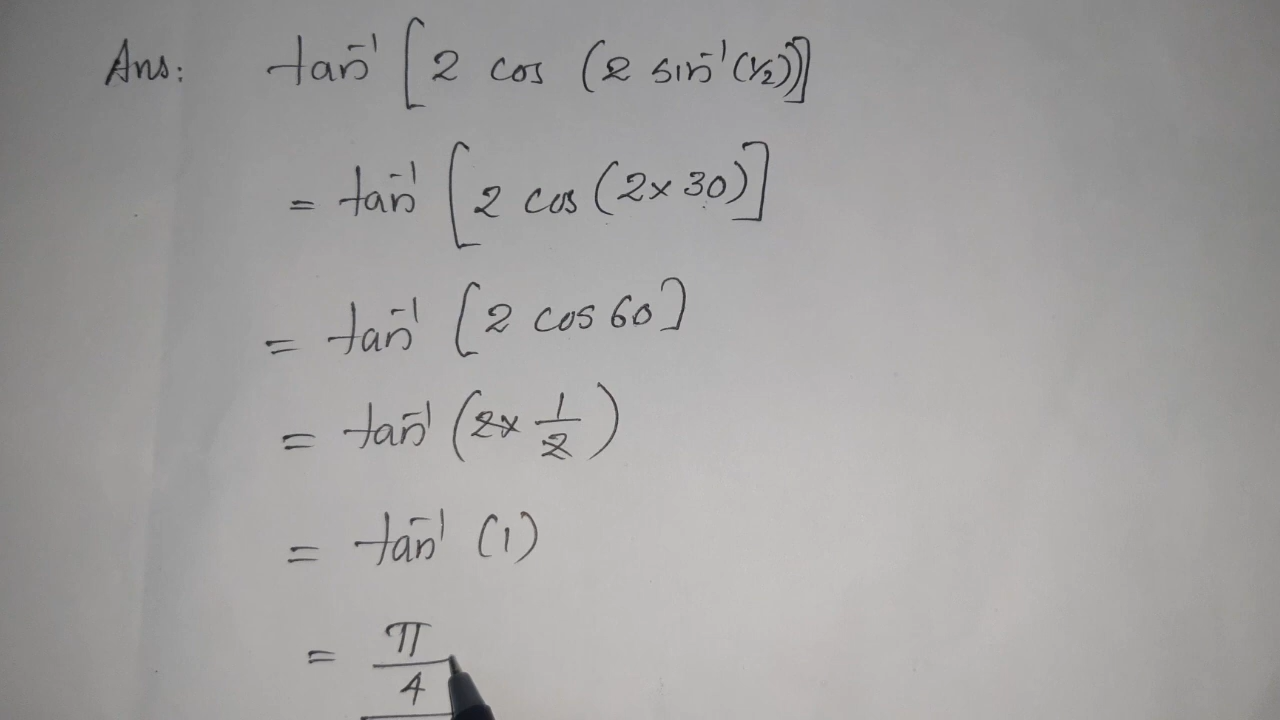 Ans: tan⁻¹ [2 cos (2 sin⁻¹(1/2))]
= tan⁻¹ [2 cos (2×30)]
= tan⁻¹ [2 cos 60]
= tan⁻¹ (2× 1/2)
= tan⁻¹ (1)
= π/4